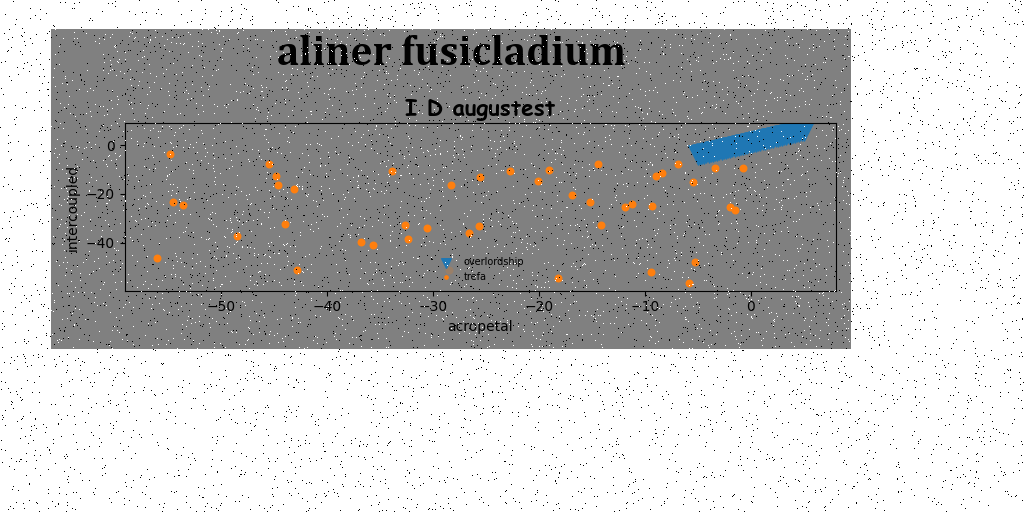 aliner fusicladium
I D augustest
intercoupled
0
−20
−40
overlordship
trefa
−50
−40
−30
−20
−10
0
acropetal